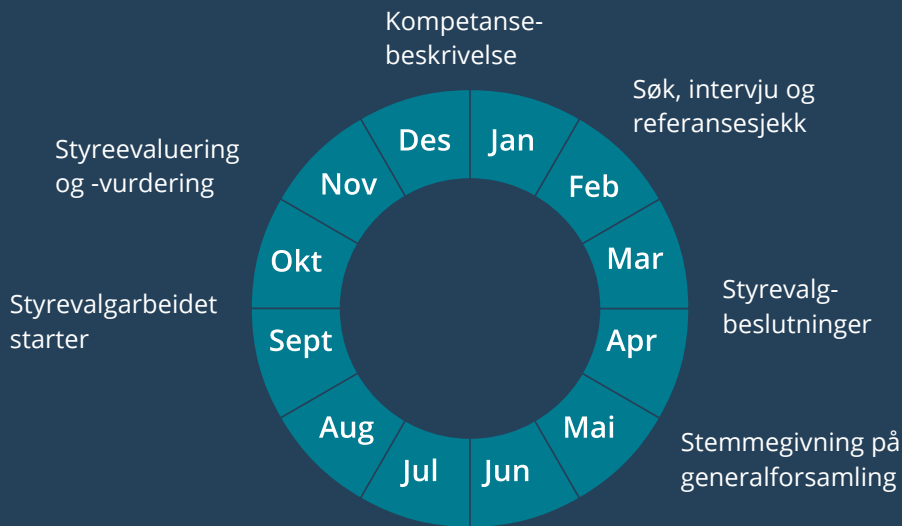 Kompetanse-
beskrivelse
Søk, intervju og
referansesjekk
Styreevaluering
og -vurdering
Styrevalgarbeidet
starter
Styrevalg-
beslutninger
Stemmegivning på
generalforsamling
Jan
Feb
Mar
Apr
Mai
Jun
Jul
Aug
Sept
Okt
Nov
Des